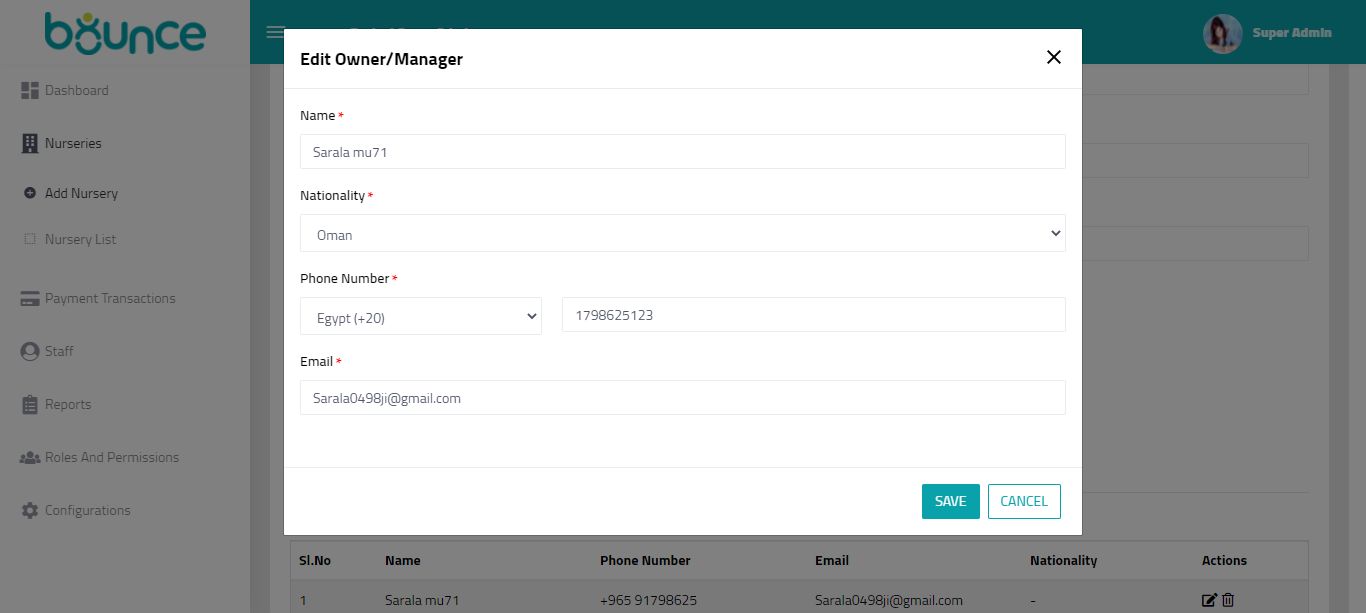 bounce
Super Admin
Dashboard
Nurseries
Add Nursery
Nursery List
Payment Transactions
Staff
Reports
Roles And Permissions
Configurations
Edit Owner/Manager
Name *
Sarala mu71
Nationality *
Oman
Phone Number *
Egypt (+20) 1798625123
Email *
Sarala0498ji@gmail.com
SAVE CANCEL
Sl.No Name Phone Number Email Nationality Actions
1 Sarala mu71 +965 91798625 Sarala0498ji@gmail.com -